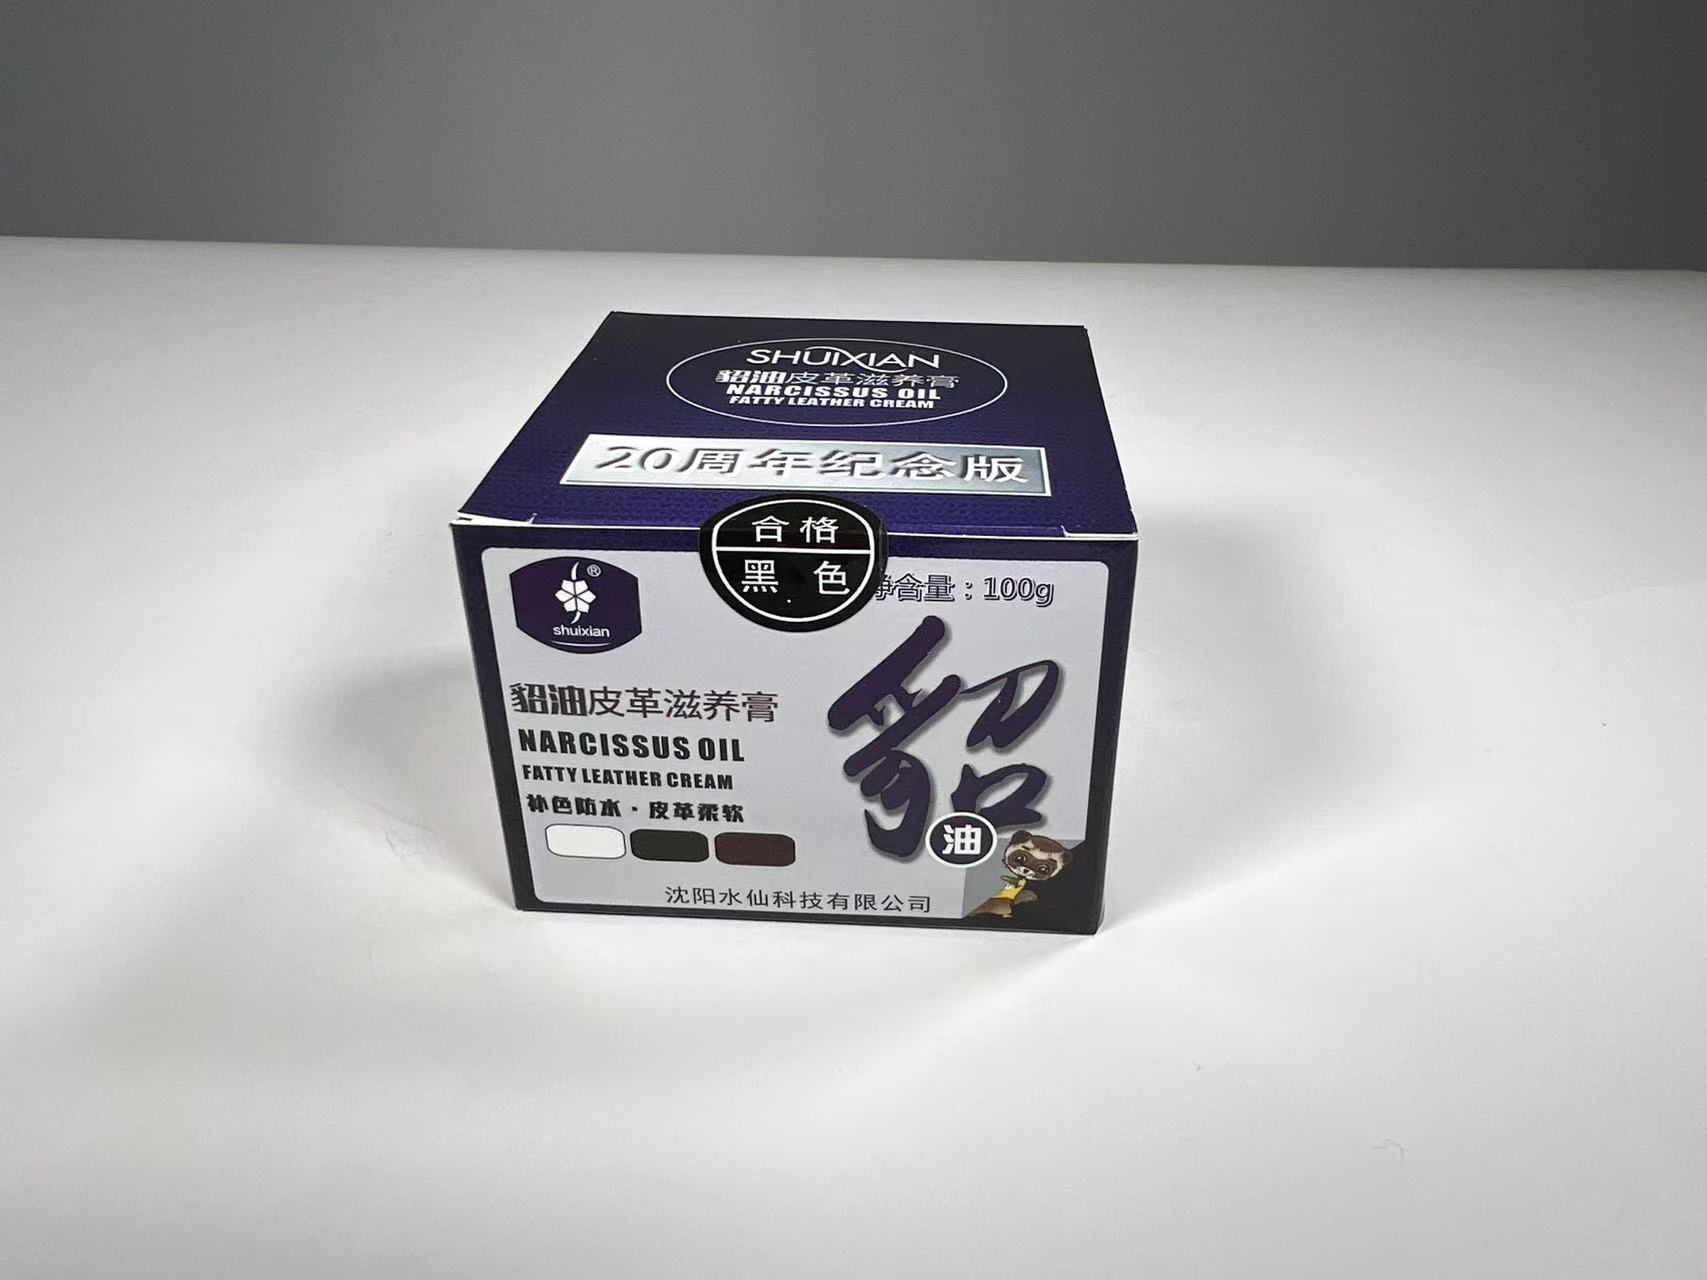 SHUIXIAN
貂油皮革滋养膏
NARCISSUS OIL
FATTY LEATHER CREAM
20周年纪念版
合格
黑色
净含量：100g
®
shuixian
貂油
貂油皮革滋养膏
NARCISSUS OIL
FATTY LEATHER CREAM
补色防水·皮革柔软
沈阳水仙科技有限公司